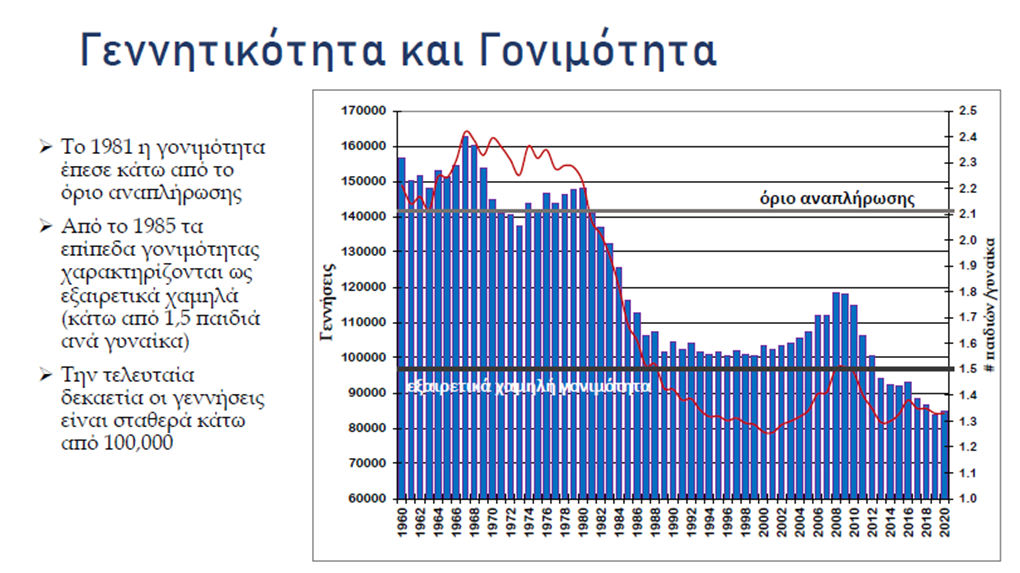 Γεννητικότητα και Γονιμότητα
➢ Το 1981 η γονιμότητα
έπεσε κάτω από το
όριο αναπλήρωσης
➢ Από το 1985 τα
επίπεδα γονιμότητας
χαρακτηρίζονται ως
εξαιρετικά χαμηλά
(κάτω από 1,5 παιδιά
ανά γυναίκα)
➢ Την τελευταία
δεκαετία οι γεννήσεις
είναι σταθερά κάτω
από 100,000
Γεννήσεις
170000
160000
150000
140000
130000
120000
110000
100000
90000
80000
70000
60000
όριο αναπλήρωσης
εξαιρετικά χαμηλή γονιμότητα
2.5
2.4
2.3
2.2
2.1
2.0
1.9
1.8
1.7
1.6
1.5
1.4
1.3
1.2
1.1
1.0
# παιδιών /γυναίκα
1960 1962 1964 1966 1968 1970 1972 1974 1976 1978 1980 1982 1984 1986 1988 1990 1992 1994 1996 1998 2000 2002 2004 2006 2008 2010 2012 2014 2016 2018 2020